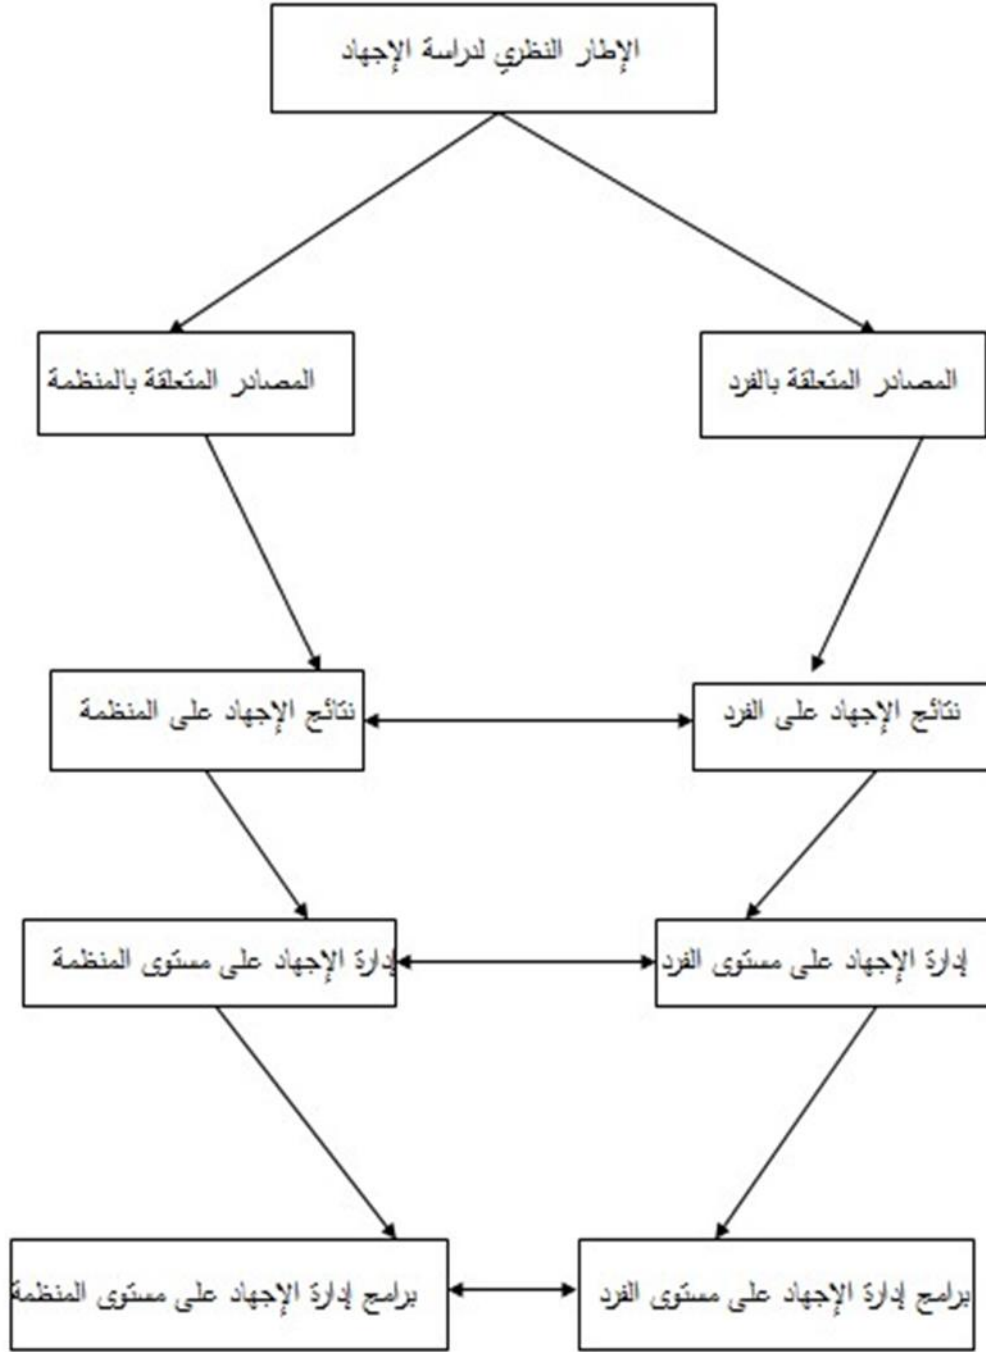 الإطار النظري لدراسة الإجهاد
المصادر المتعلقة بالفرد
المصادر المتعلقة بالمنظمة
نتائج الإجهاد على الفرد
نتائج الإجهاد على المنظمة
إدارة الإجهاد على مستوى الفرد
إدارة الإجهاد على مستوى المنظمة
برامج إدارة الإجهاد على مستوى الفرد
برامج إدارة الإجهاد على مستوى المنظمة